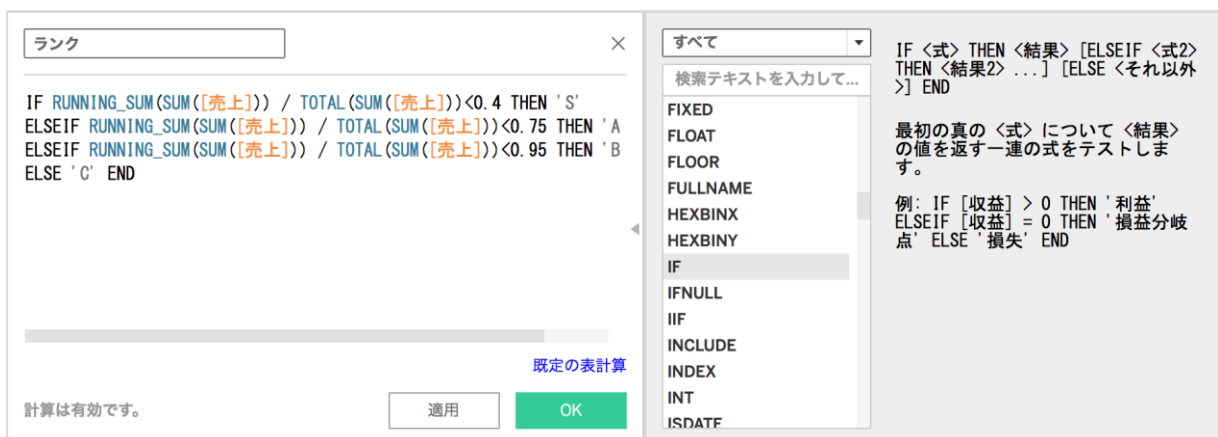 ランク
IF RUNNING_SUM(SUM([売上])) / TOTAL(SUM([売上]))<0.4 THEN 'S'
ELSEIF RUNNING_SUM(SUM([売上])) / TOTAL(SUM([売上]))<0.75 THEN 'A
ELSEIF RUNNING_SUM(SUM([売上])) / TOTAL(SUM([売上]))<0.95 THEN 'B
ELSE 'C' END
既定の表計算
計算は有効です。
適用
OK
すべて
検索テキストを入力して...
FIXED
FLOAT
FLOOR
FULLNAME
HEXBINX
HEXBINY
IF
IFNULL
IIF
INCLUDE
INDEX
INT
ISDATE
IF <式> THEN <結果> [ELSEIF <式2>
THEN <結果2> ...] [ELSE <それ以外
>] END
最初の真の <式> について <結果>
の値を返す一連の式をテストしま
す。
例: IF [収益] > 0 THEN '利益'
ELSEIF [収益] = 0 THEN '損益分岐
点' ELSE '損失' END